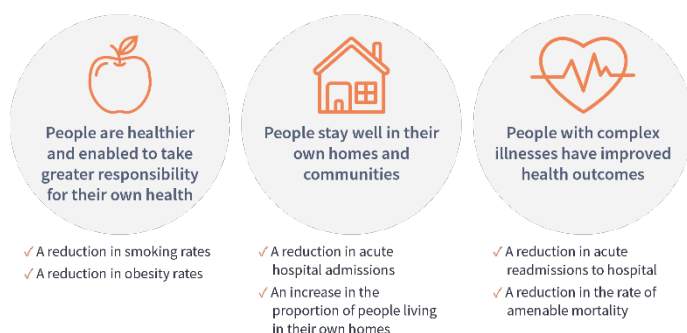 People are healthier
and enabled to take
greater responsibility
for their own health
✓ A reduction in smoking rates
✓ A reduction in obesity rates
People stay well in their
own homes and
communities
✓ A reduction in acute
hospital admissions
✓ An increase in the
proportion of people living
in their own homes
People with complex
illnesses have improved
health outcomes
✓ A reduction in acute
readmissions to hospital
✓ A reduction in the rate of
amenable mortality